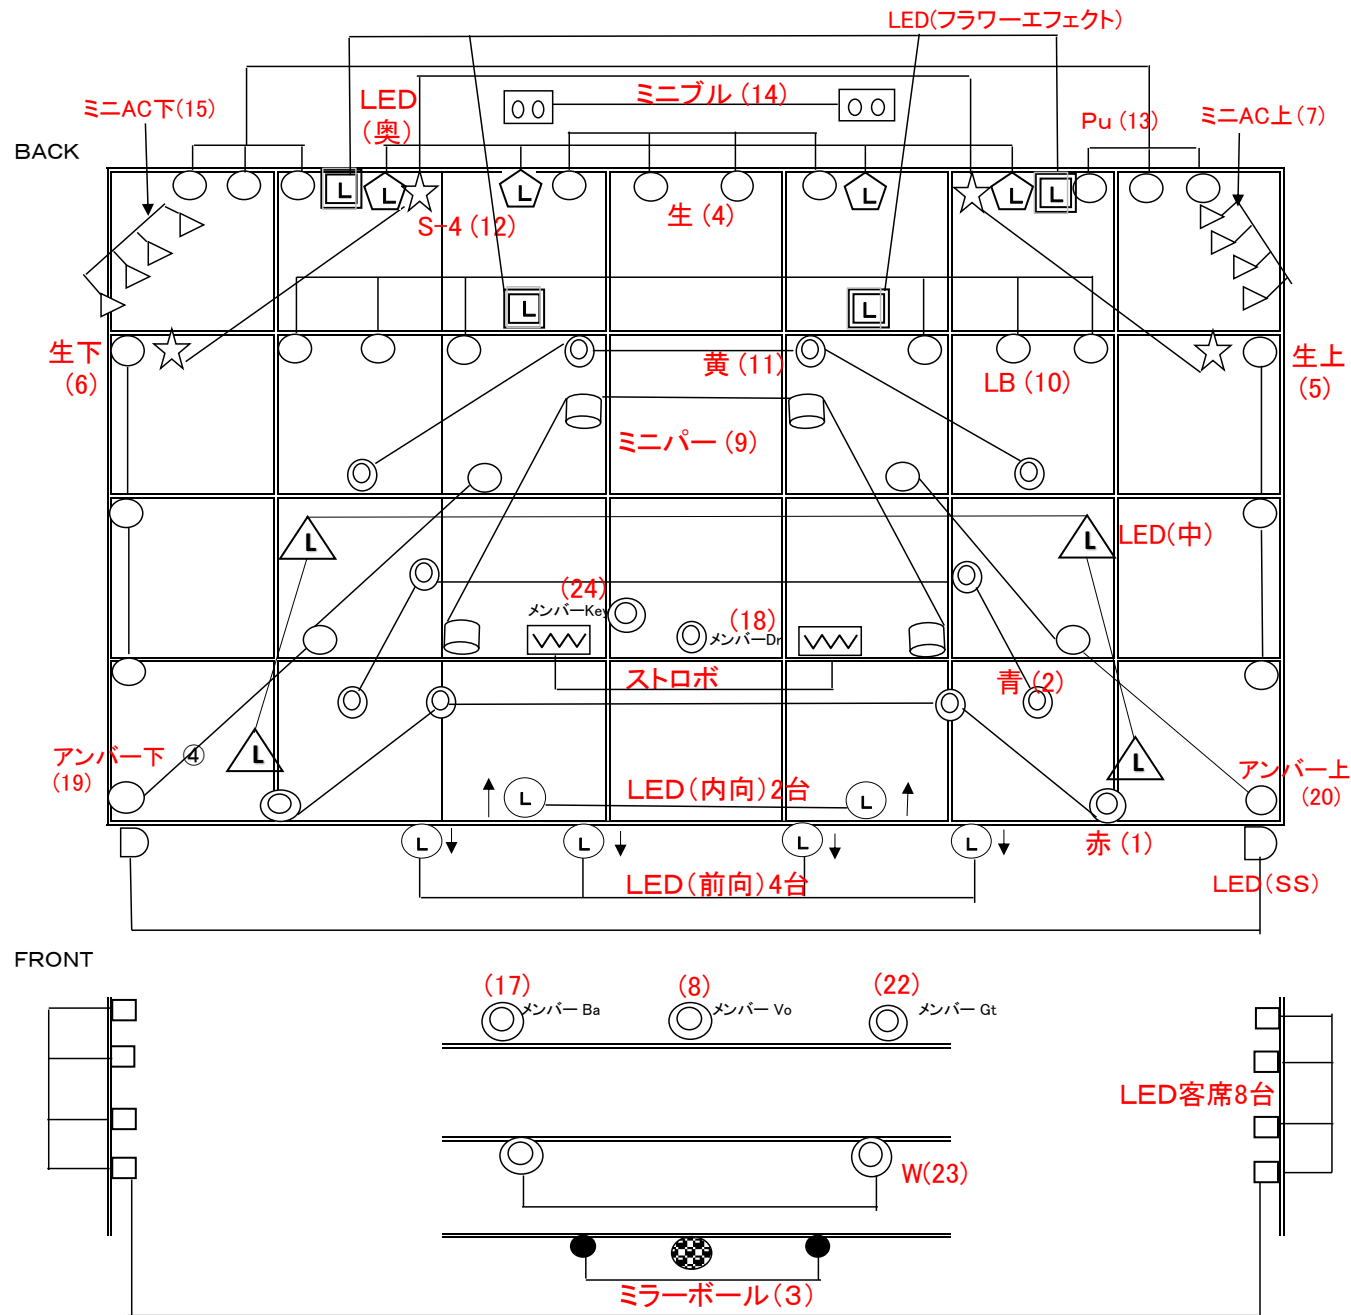 LED(フラワーエフェクト)
ミニブル(14)
LED
(奥)
ミニAC下(15)
Pu(13)
ミニAC上(7)
BACK
L
L
L
L
L
L
S-4(12)
生(4)
L
L
生下
(6)
黄(11)
LB(10)
生上
(5)
ミニパー(9)
L
L
LED(中)
(24)
メンバーKey
(18)
メンバーDr
ストロボ
青(2)
アンバー下
(19)
④
L
L
アンバー上
(20)
L
LED(内向)2台
L
赤(1)
L
L
L
L
LED(前向)4台
LED(SS)
FRONT
(17)
メンバー Ba
(8)
メンバー Vo
(22)
メンバー Gt
LED客席8台
W(23)
ミラーボール(3)